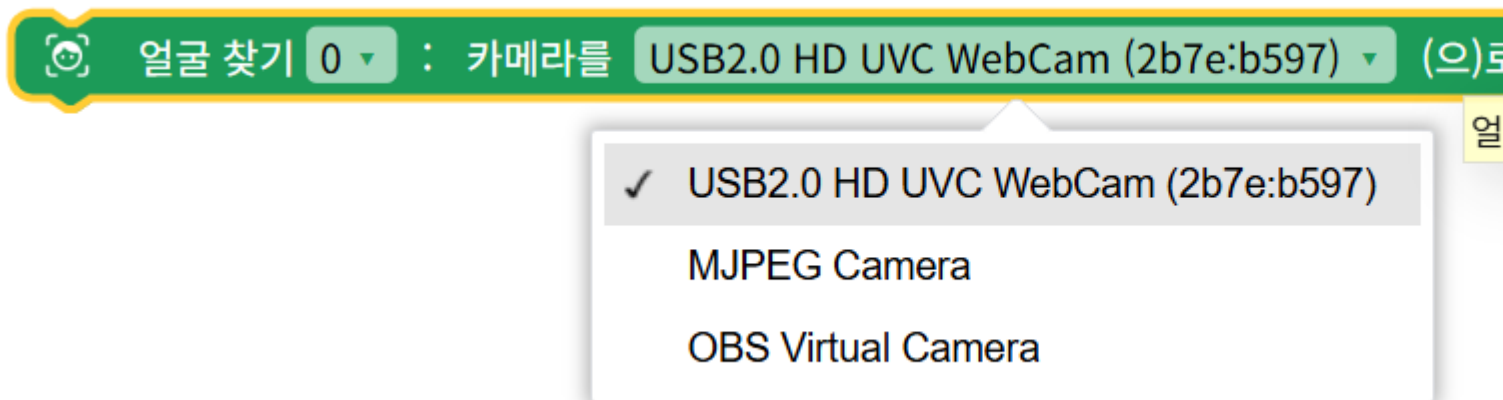 얼굴 찾기 0 : 카메라를 USB2.0 HD UVC WebCam (2b7e:b597) (으)로
얼
✓ USB2.0 HD UVC WebCam (2b7e:b597)
MJPEG Camera
OBS Virtual Camera